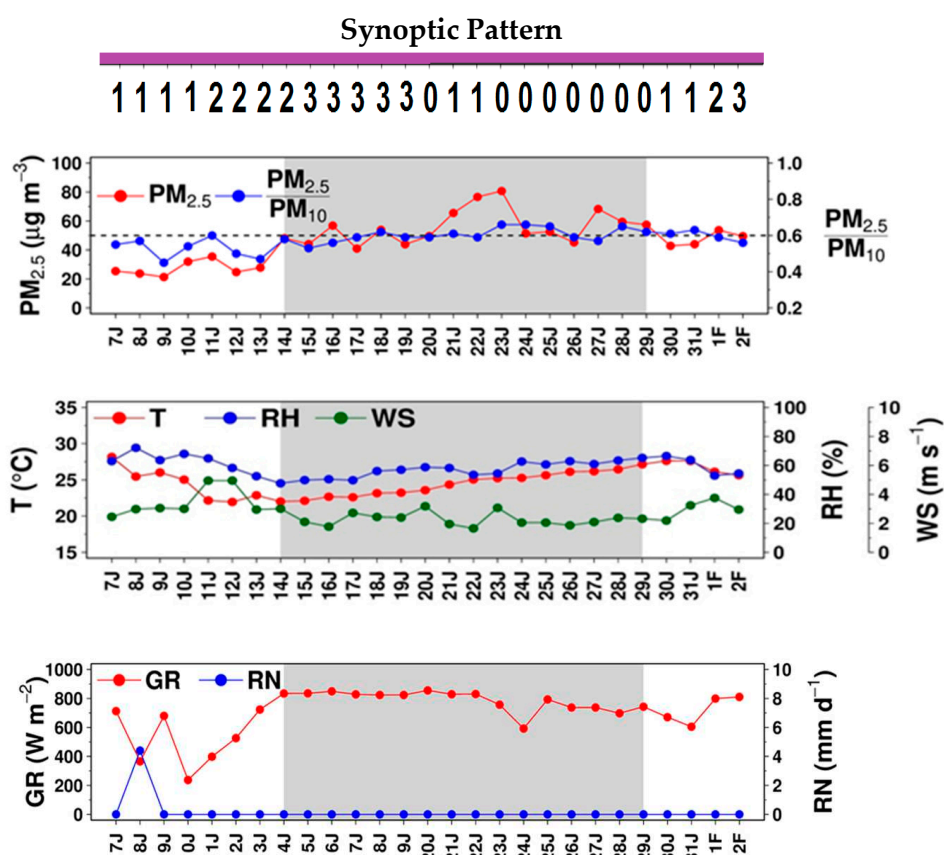 Synoptic Pattern
1 1 1 1 2 2 2 2 3 3 3 3 3 0 1 1 0 0 0 0 0 0 0 1 1 2 3
PM2.5 (μg m−3)
100 80 60 40 20 0
PM2.5 PM2.5/PM10
1.0 0.8 0.6 0.4 0.2
PM2.5/PM10
7J 8J 9J 10J 11J 12J 13J 14J 15J 16J 17J 18J 19J 20J 21J 22J 23J 24J 25J 26J 27J 28J 29J 30J 31J 1F 2F
T (°C)
35 30 25 20 15
T RH WS
100 80 60 40 20 0
RH (%)
10 8 6 4 2 0
WS (m s−1)
7J 8J 9J 10J 11J 12J 13J 14J 15J 16J 17J 18J 19J 20J 21J 22J 23J 24J 25J 26J 27J 28J 29J 30J 31J 1F 2F
GR (W m−2)
1000 800 600 400 200 0
GR RN
10 8 6 4 2 0
RN (mm d−1)
7J 8J 9J 1F 2F